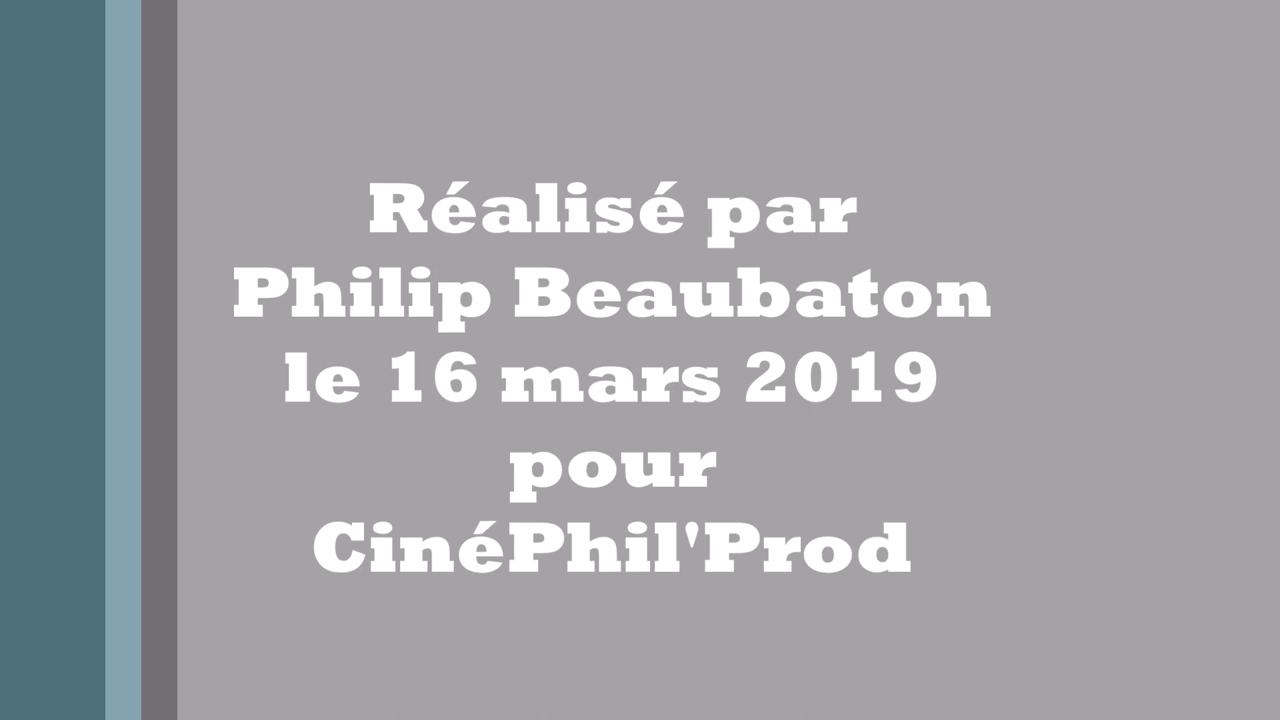 Réalisé par
Philip Beaubaton
le 16 mars 2019
pour
CinéPhil'Prod